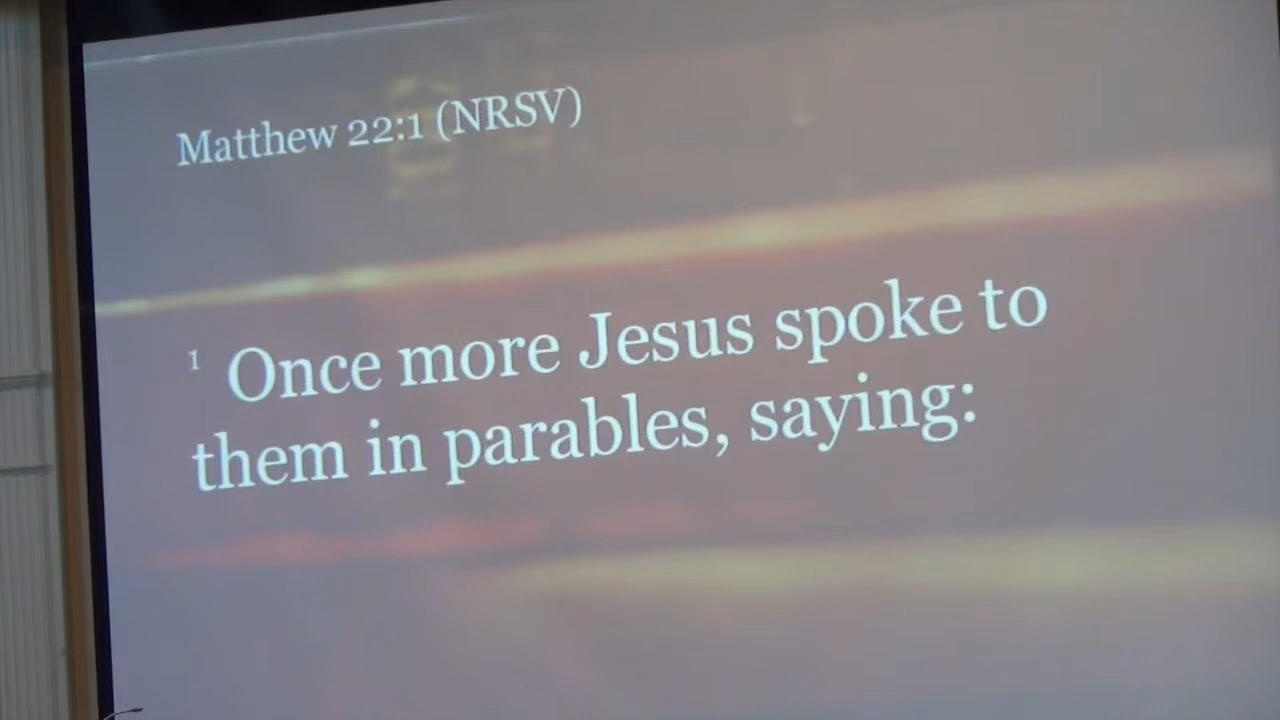 Matthew 22:1 (NRSV)
1 Once more Jesus spoke to
them in parables, saying: